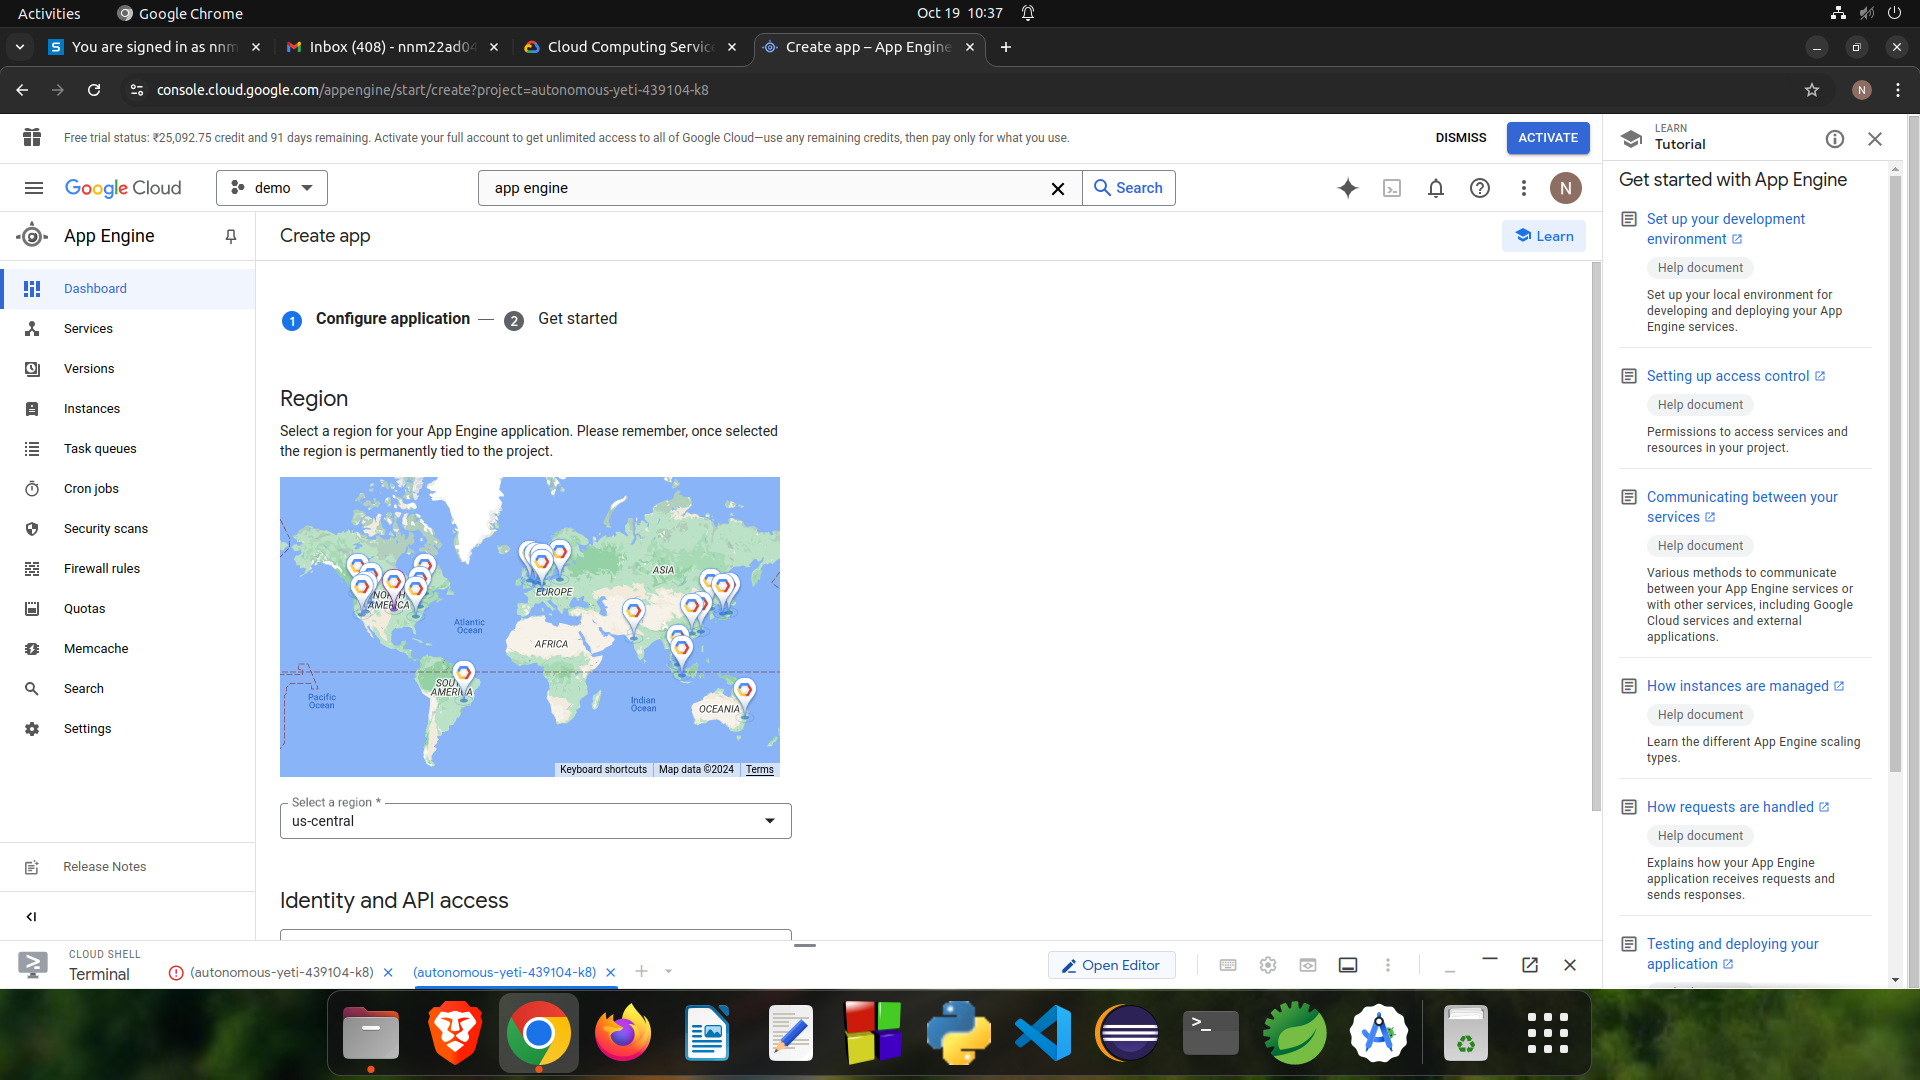 Activities
Google Chrome
Oct 19 10:37
You are signed in as nnm
Inbox (408) - nnm22ad04
Cloud Computing Servic
Create app – App Engine
console.cloud.google.com/appengine/start/create?project=autonomous-yeti-439104-k8
N
Free trial status: ₹25,092.75 credit and 91 days remaining. Activate your full account to get unlimited access to all of Google Cloud—use any remaining credits, then pay only for what you use.
DISMISS
ACTIVATE
Google Cloud
demo
app engine
Search
N
App Engine
Dashboard
Services
Versions
Instances
Task queues
Cron jobs
Security scans
Firewall rules
Quotas
Memcache
Search
Settings
Release Notes
Create app
Learn
1 Configure application — 2 Get started
Region
Select a region for your App Engine application. Please remember, once selected
the region is permanently tied to the project.
NORTH
AMERICA
Atlantic
Ocean
EUROPE
ASIA
AFRICA
SOUTH
AMERICA
Pacific
Ocean
Indian
Ocean
OCEANIA
Keyboard shortcuts
Map data ©2024
Terms
Select a region *
us-central
Identity and API access
LEARN
Tutorial
Get started with App Engine
Set up your development
environment
Help document
Set up your local environment for
developing and deploying your App
Engine services.
Setting up access control
Help document
Permissions to access services and
resources in your project.
Communicating between your
services
Help document
Various methods to communicate
between your App Engine services or
with other services, including Google
Cloud services and external
applications.
How instances are managed
Help document
Learn the different App Engine scaling
types.
How requests are handled
Help document
Explains how your App Engine
application receives requests and
sends responses.
Testing and deploying your
application
CLOUD SHELL
Terminal
(autonomous-yeti-439104-k8)
(autonomous-yeti-439104-k8)
Open Editor